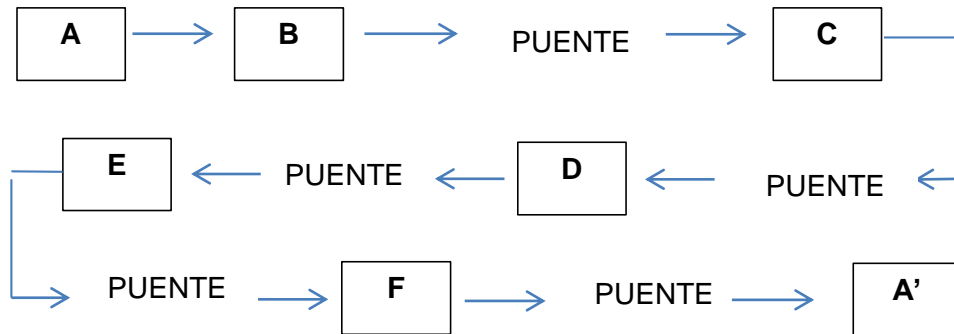 A B PUENTE C
E PUENTE D PUENTE
PUENTE F PUENTE A’